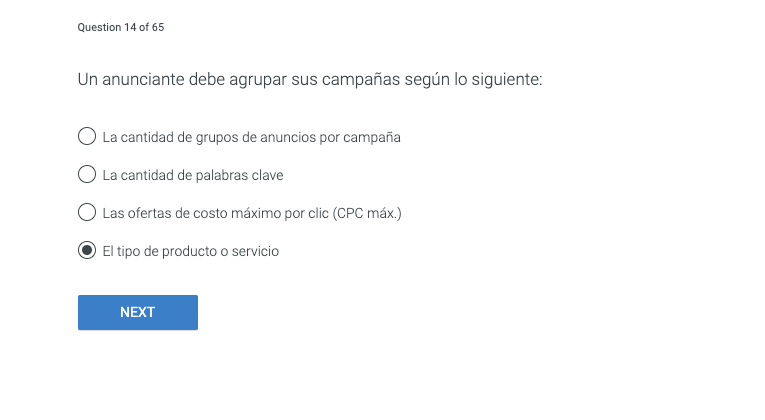 Question 14 of 65
Un anunciante debe agrupar sus campañas según lo siguiente:
La cantidad de grupos de anuncios por campaña
La cantidad de palabras clave
Las ofertas de costo máximo por clic (CPC máx.)
El tipo de producto o servicio
NEXT